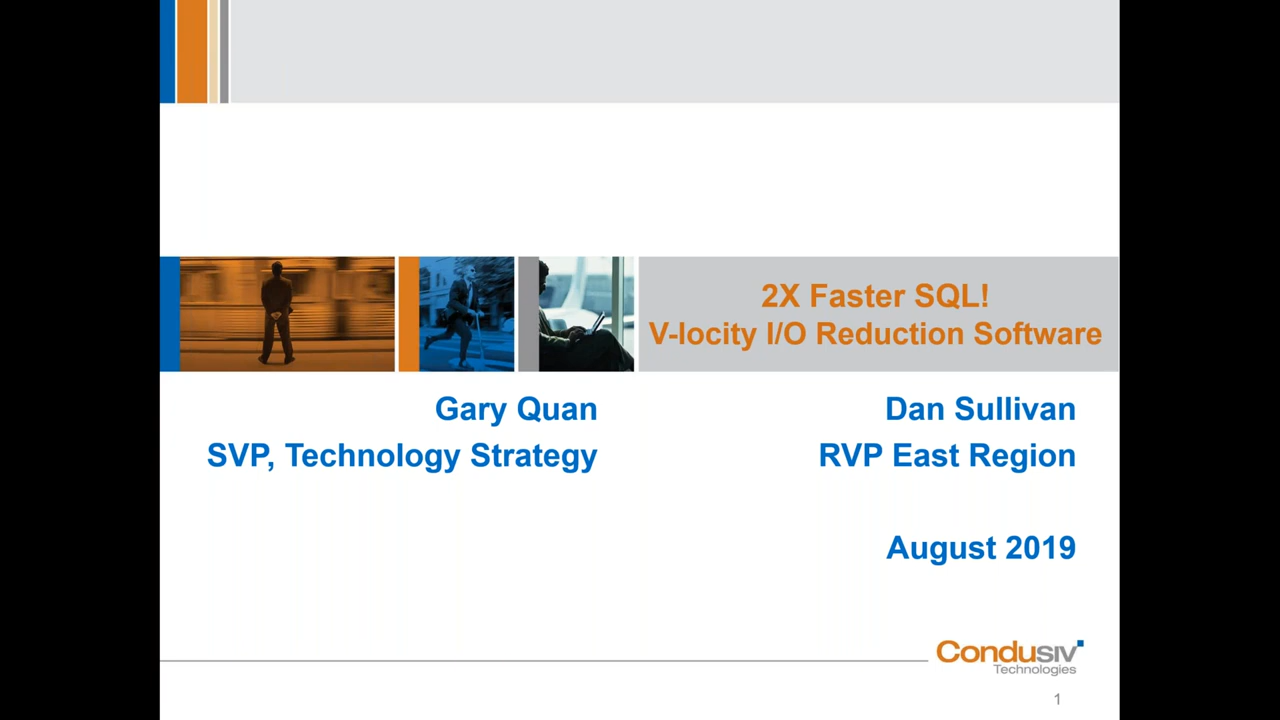 2X Faster SQL!
V-locity I/O Reduction Software
Gary Quan
SVP, Technology Strategy
Dan Sullivan
RVP East Region
August 2019
Condusiv
Technologies
1